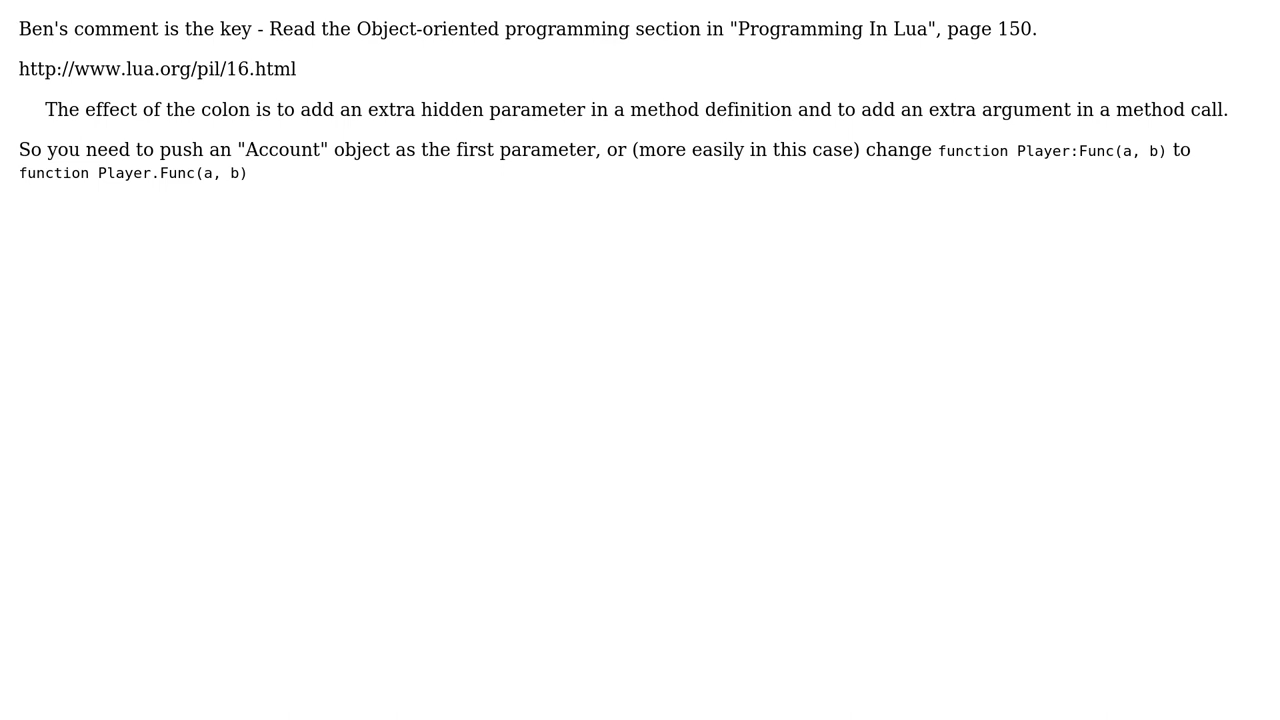 Ben's comment is the key - Read the Object-oriented programming section in "Programming In Lua", page 150.
http://www.lua.org/pil/16.html
The effect of the colon is to add an extra hidden parameter in a method definition and to add an extra argument in a method call.
So you need to push an "Account" object as the first parameter, or (more easily in this case) change function Player:Func(a, b) to
function Player.Func(a, b)